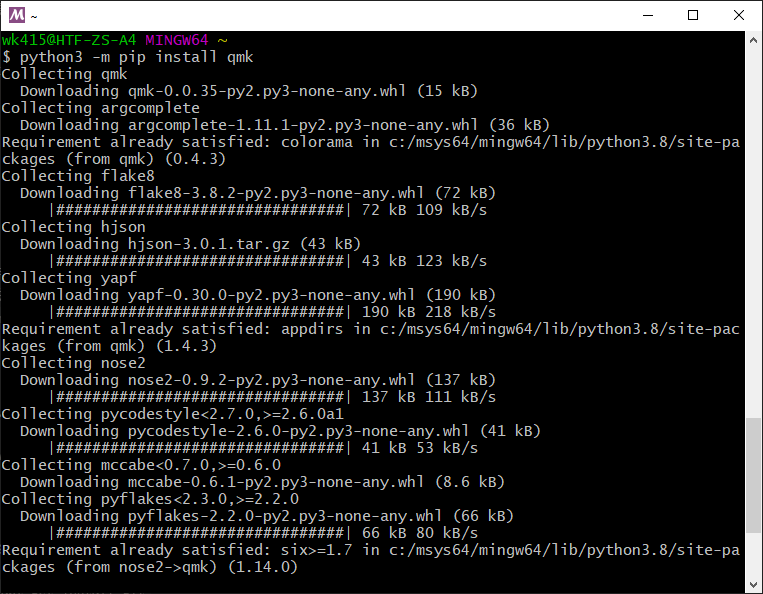 ~
wk415@HTF-ZS-A4 MINGW64 ~
$ python3 -m pip install qmk
Collecting qmk
  Downloading qmk-0.0.35-py2.py3-none-any.whl (15 kB)
Collecting argcomplete
  Downloading argcomplete-1.11.1-py2.py3-none-any.whl (36 kB)
Requirement already satisfied: colorama in c:/msys64/mingw64/lib/python3.8/site-pa
ckages (from qmk) (0.4.3)
Collecting flake8
  Downloading flake8-3.8.2-py2.py3-none-any.whl (72 kB)
     |################################| 72 kB 109 kB/s
Collecting hjson
  Downloading hjson-3.0.1.tar.gz (43 kB)
     |################################| 43 kB 123 kB/s
Collecting yapf
  Downloading yapf-0.30.0-py2.py3-none-any.whl (190 kB)
     |################################| 190 kB 218 kB/s
Requirement already satisfied: appdirs in c:/msys64/mingw64/lib/python3.8/site-pac
kages (from qmk) (1.4.3)
Collecting nose2
  Downloading nose2-0.9.2-py2.py3-none-any.whl (137 kB)
     |################################| 137 kB 111 kB/s
Collecting pycodestyle<2.7.0,>=2.6.0a1
  Downloading pycodestyle-2.6.0-py2.py3-none-any.whl (41 kB)
     |################################| 41 kB 53 kB/s
Collecting mccabe<0.7.0,>=0.6.0
  Downloading mccabe-0.6.1-py2.py3-none-any.whl (8.6 kB)
Collecting pyflakes<2.3.0,>=2.2.0
  Downloading pyflakes-2.2.0-py2.py3-none-any.whl (66 kB)
     |################################| 66 kB 80 kB/s
Requirement already satisfied: six>=1.7 in c:/msys64/mingw64/lib/python3.8/site-pa
ckages (from nose2->qmk) (1.14.0)